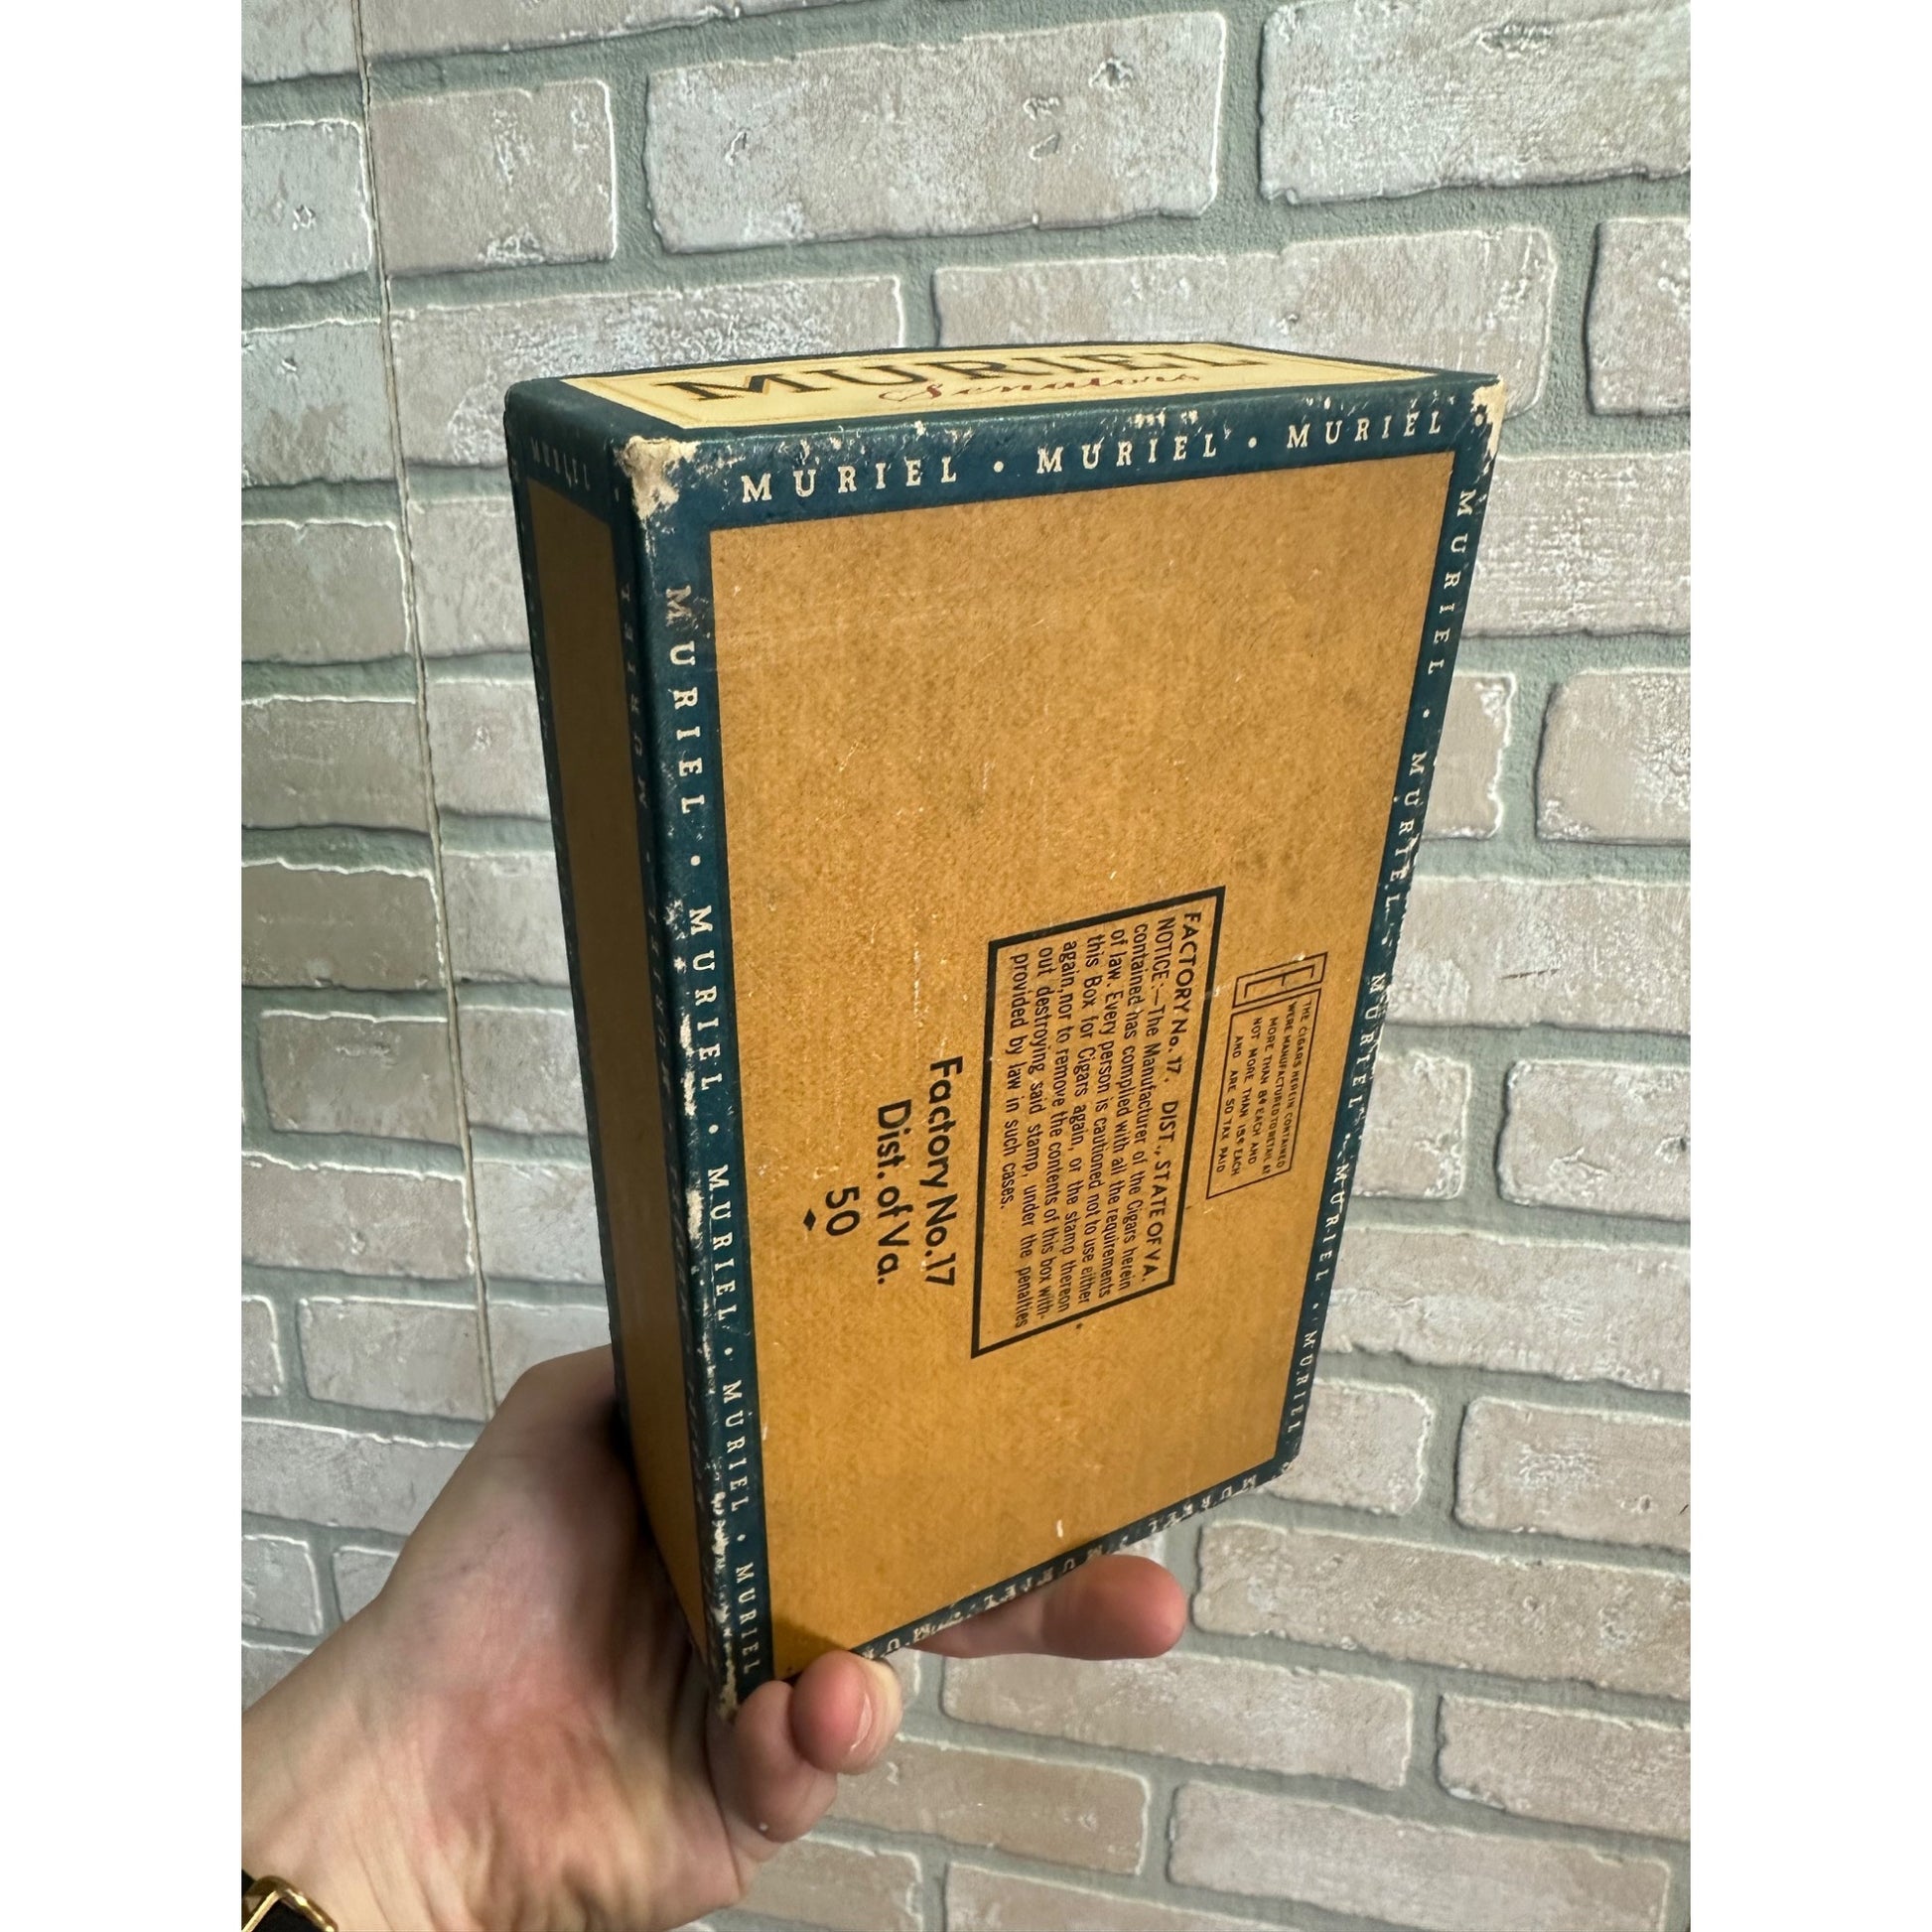 MURIEL
Senators
MURIEL • MURIEL • MURIEL •
MURIEL • MURIEL • MURIEL • MURIEL • MURIEL
MURIEL • MURIEL • MURIEL • MURIEL • MURIEL
E
THE CIGARS HEREIN CONTAINED
WERE MANUFACTURED TO RETAIL AT
MORE THAN 8¢ EACH AND
NOT MORE THAN 15¢ EACH
AND ARE SO TAX PAID
FACTORY No. 17. DIST., STATE OF VA.
NOTICE:—The Manufacturer of the Cigars herein
contained has complied with all the requirements
of law. Every person is cautioned not to use either
this Box for Cigars again, or the stamp thereon
again, nor to remove the contents of this box with-
out destroying said stamp, under the penalties
provided by law in such cases.
Factory No. 17
Dist. of Va.
50